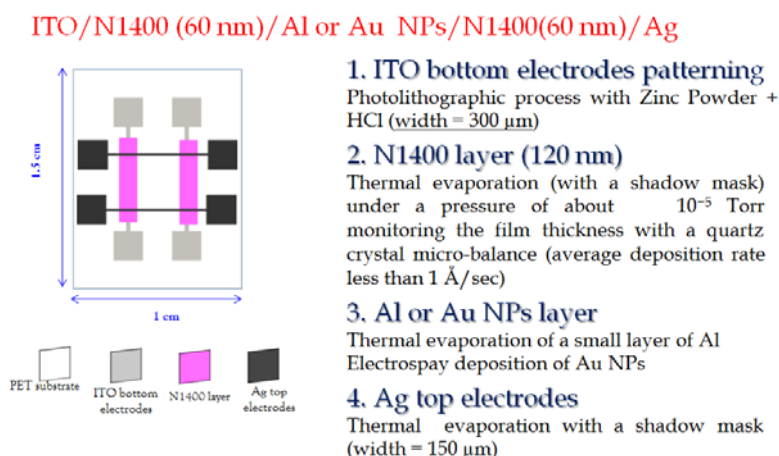 ITO/N1400 (60 nm)/Al or Au NPs/N1400(60 nm)/Ag
1.5 cm
1 cm
PET substrate
ITO bottom
electrodes
N1400 layer
Ag top
electrodes
1. ITO bottom electrodes patterning
Photolithographic process with Zinc Powder +
HCl (width = 300 µm)
2. N1400 layer (120 nm)
Thermal evaporation (with a shadow mask)
under a pressure of about 10⁻⁵ Torr
monitoring the film thickness with a quartz
crystal micro-balance (average deposition rate
less than 1 Å/sec)
3. Al or Au NPs layer
Thermal evaporation of a small layer of Al
Electrospay deposition of Au NPs
4. Ag top electrodes
Thermal evaporation with a shadow mask
(width = 150 µm)